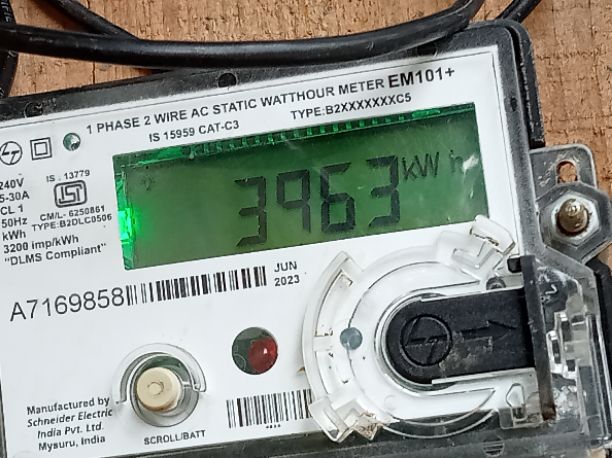 1 PHASE 2 WIRE AC STATIC WATTHOUR METER EM101+
IS 15959 CAT-C3 TYPE:B2XXXXXXXC5
240V
5-30A
CL 1
50Hz
kWh
3200 imp/kWh
"DLMS Compliant"
IS : 13779
ISI
CM/L- 6250861
TYPE:B2DLC0506
3963 kWh
A7169858
JUN
2023
Manufactured by
Schneider Electric
India Pvt. Ltd.
Mysuru, India
SCROLL/BATT